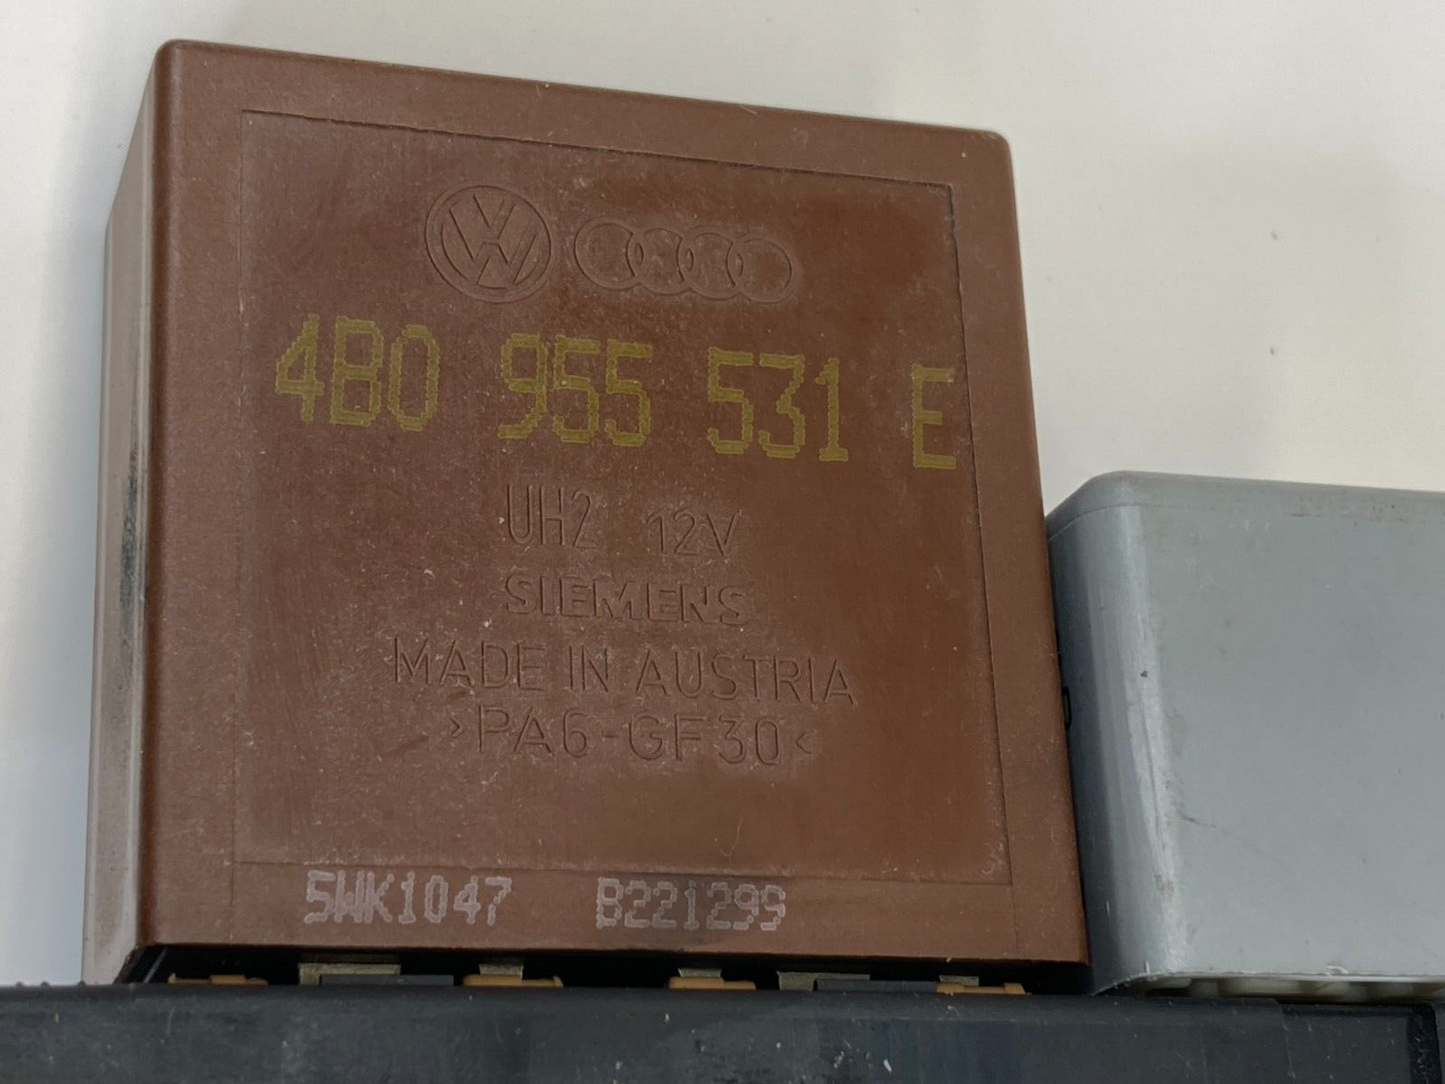 4B0 955 531 E
UH2 12V
SIEMENS
MADE IN AUSTRIA
>PA6-GF30<
5WK1047 B221299